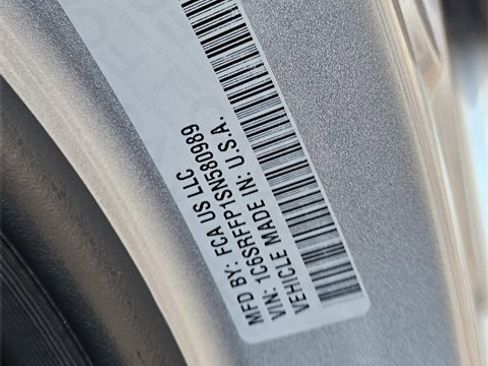 MFD BY: FCA US LLC
VIN: 1C6SRFFP1SN580989
VEHICLE MADE IN: U.S.A.